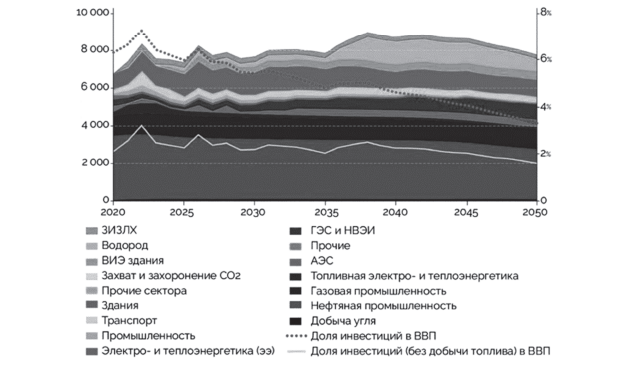 10 000
8%
8 000
6%
6 000
4%
4 000
2%
2 000
0
0
2020 2025 2030 2035 2040 2045 2050
ЗИЗЛХ
Водород
ВИЭ здания
Захват и захоронение CO2
Прочие сектора
Здания
Транспорт
Промышленность
Электро- и теплоэнергетика (ээ)
ГЭС и НВЭИ
Прочие
АЭС
Топливная электро- и теплоэнергетика
Газовая промышленность
Нефтяная промышленность
Добыча угля
Доля инвестиций в ВВП
Доля инвестиций (без добычи топлива) в ВВП